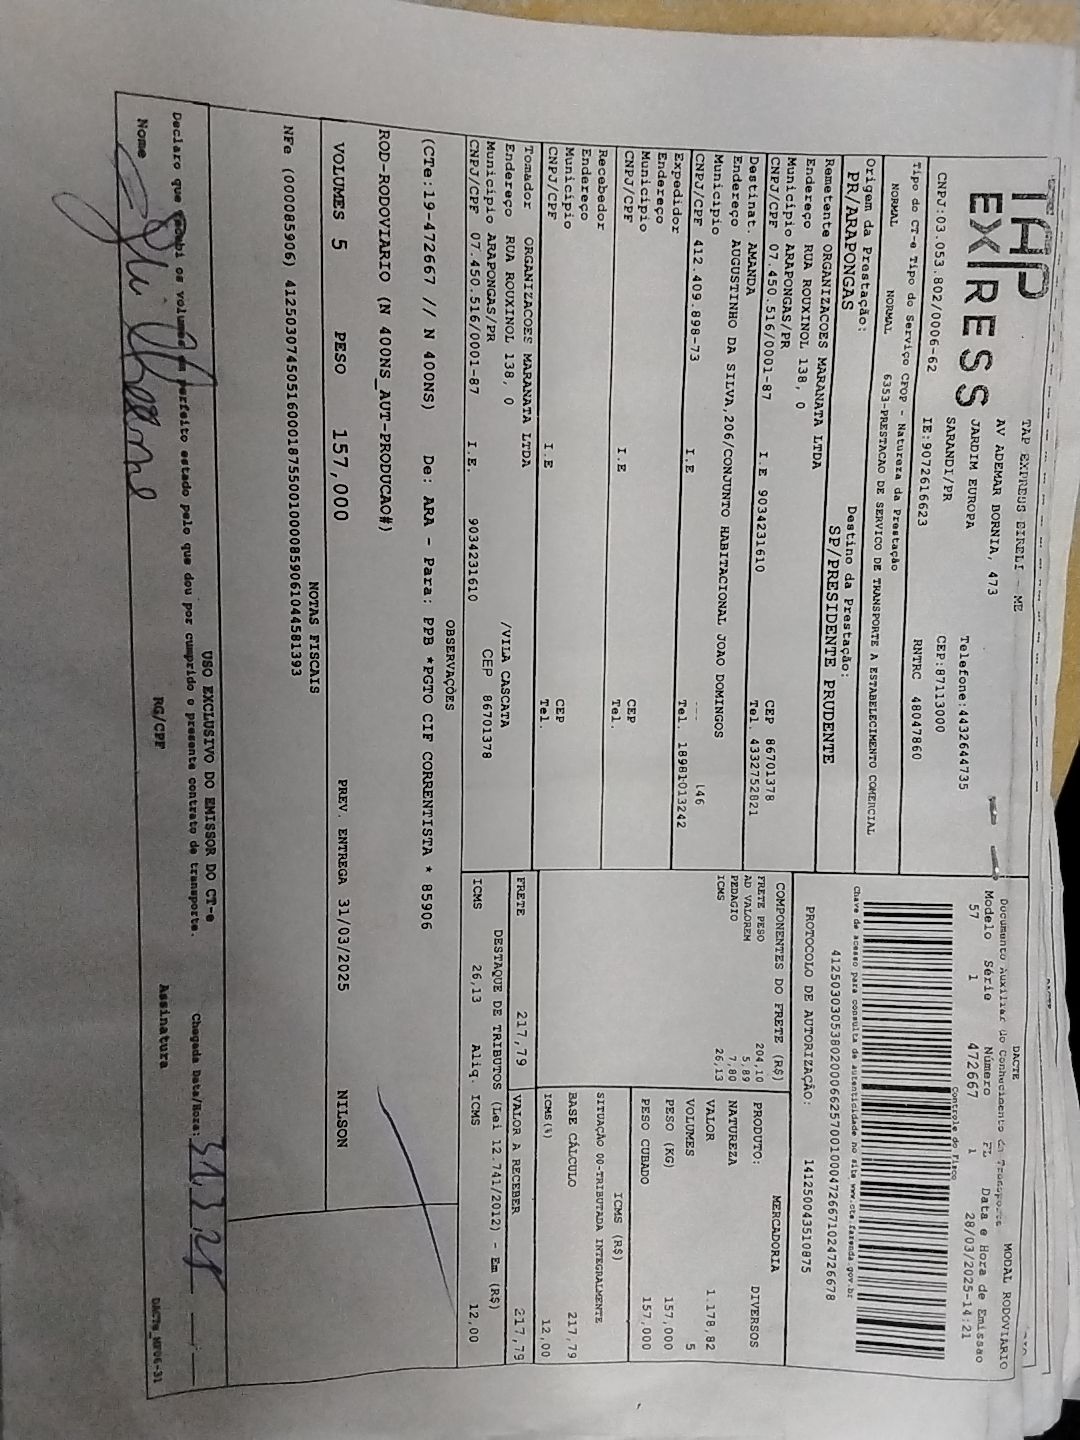 TAP EXPRESS
TAP EXPRESS EIRELI - ME
AV ADEMAR BORNIA, 473
JARDIM EUROPA
SARANDI/PR
Telefone:4432644735
CEP:87113000
CNPJ:03.053.802/0006-62
IE:9072616623
RNTRC 48047860
DACTE
Documento Auxiliar do Conhecimento de Transporte
MODAL RODOVIARIO
Modelo Série Número FL Data e Hora de Emissão
57 1 472667 1 28/03/2025-14:21
Controle do Fisco
Tipo do CT-e Tipo do Serviço CFOP - Natureza da Prestação
NORMAL NORMAL 6353-PRESTACAO DE SERVICO DE TRANSPORTE A ESTABELECIMENTO COMERCIAL
Chave de acesso para consulta de autenticidade no site www.cte.fazenda.gov.br
41250303053802000662570010004726671024726678
PROTOCOLO DE AUTORIZAÇÃO: 141250043510875
Origem da Prestação:
PR/ARAPONGAS
Destino da Prestação:
SP/PRESIDENTE PRUDENTE
Remetente ORGANIZACOES MARANATA LTDA
Endereço RUA ROUXINOL 138, 0
Município ARAPONGAS/PR CEP 86701378
CNPJ/CPF 07.450.516/0001-87 I.E 9034231610 Tel. 4332752821
Destinat. AMANDA
Endereço AUGUSTINHO DA SILVA,206/CONJUNTO HABITACIONAL JOAO DOMINGOS
Município
CNPJ/CPF 412.409.898-73 I.E Tel. 18981013242
Expedidor
Endereço
Município CEP
CNPJ/CPF I.E Tel.
Recebedor
Endereço
Município CEP
CNPJ/CPF I.E Tel.
Tomador ORGANIZACOES MARANATA LTDA
Endereço RUA ROUXINOL 138, 0 /VILA CASCATA
Município ARAPONGAS/PR CEP 86701378
CNPJ/CPF 07.450.516/0001-87 I.E. 9034231610
COMPONENTES DO FRETE (R$)
FRETE PESO 204,10
AD VALOREM 5,89
PEDAGIO 7,80
ICMS 26,13
FRETE 217,79
PRODUTO: MERCADORIA
NATUREZA DIVERSOS
VALOR 1.178,82
VOLUMES 5
PESO (KG) 157,000
PESO CUBADO 157,000
ICMS (R$)
SITUAÇÃO 00-TRIBUTADA INTEGRALMENTE
BASE CÁLCULO 217,79
ICMS(%) 12,00
VALOR A RECEBER 217,79
DESTAQUE DE TRIBUTOS (Lei 12.741/2012) - Em (R$)
ICMS 26,13 Aliq. ICMS 12,00
OBSERVAÇÕES
(CTe:19-472667 // N 400NS) De: ARA - Para: PPB *PGTO CIF CORRENTISTA * 85906
ROD-RODOVIARIO (N 400NS_AUT-PRODUCAO#)
VOLUMES 5 PESO 157,000 PREV. ENTREGA 31/03/2025 NILSON
NOTAS FISCAIS
NFe (000085906) 41250307450516000187550010000859061044581393
USO EXCLUSIVO DO EMISSOR DO CT-e
Declaro que recebi os volumes em perfeito estado pelo que dou por cumprido o presente contrato de transporte.
Chegada Data/Hora: 31,3,25
Nome RG/CPF Assinatura